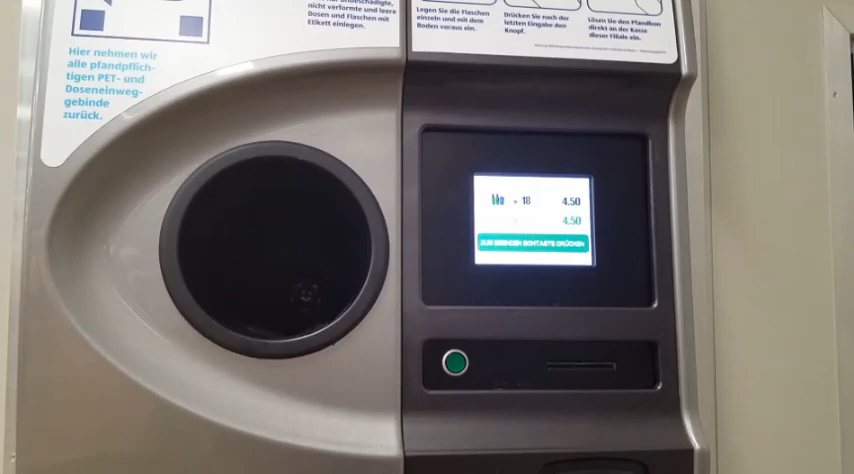 Hier nehmen wir
alle pfandpflich-
tigen PET- und
Doseneinweg-
gebinde
zurück.
nicht verformte und leere
Dosen und Flaschen mit
Etikett einlegen.
Legen Sie die Flaschen
einzeln und mit dem
Boden voraus ein.
Drücken Sie nach der
letzten Eingabe den
Knopf.
Lösen Sie den Pfandbon
direkt an der Kasse
dieser Filiale ein.
× 18 4.50
4.50
ZUM BEENDEN BONTASTE DRÜCKEN